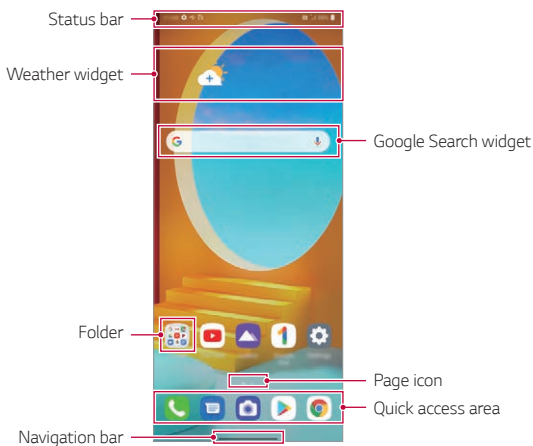 Status bar
Weather widget
Google Search widget
Folder
Page icon
Quick access area
Navigation bar